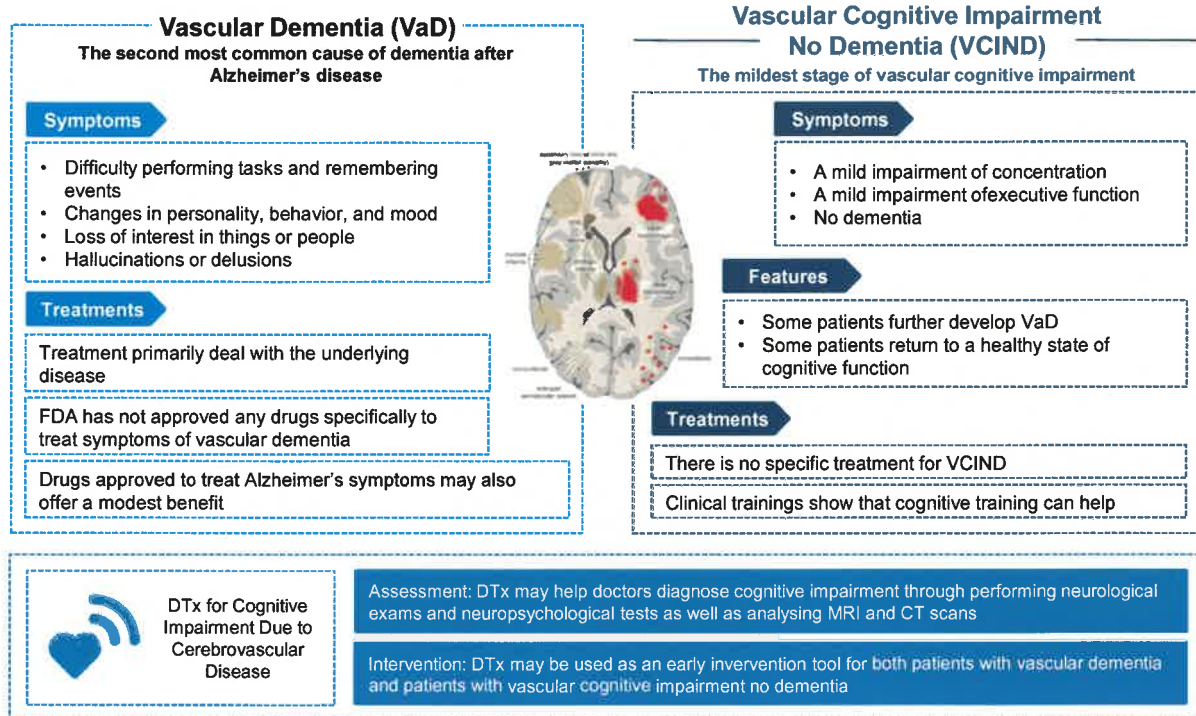 Vascular Dementia (VaD)
The second most common cause of dementia after
Alzheimer's disease
Symptoms
• Difficulty performing tasks and remembering
events
• Changes in personality, behavior, and mood
• Loss of interest in things or people
• Hallucinations or delusions
Treatments
Treatment primarily deal with the underlying
disease
FDA has not approved any drugs specifically to
treat symptoms of vascular dementia
Drugs approved to treat Alzheimer's symptoms may also
offer a modest benefit
Vascular Cognitive Impairment
No Dementia (VCIND)
The mildest stage of vascular cognitive impairment
Symptoms
• A mild impairment of concentration
• A mild impairment ofexecutive function
• No dementia
Features
• Some patients further develop VaD
• Some patients return to a healthy state of
cognitive function
Treatments
There is no specific treatment for VCIND
Clinical trainings show that cognitive training can help
DTx for Cognitive
Impairment Due to
Cerebrovascular
Disease
Assessment: DTx may help doctors diagnose cognitive impairment through performing neurological
exams and neuropsychological tests as well as analysing MRI and CT scans
Intervention: DTx may be used as an early invervention tool for both patients with vascular dementia
and patients with vascular cognitive impairment no dementia